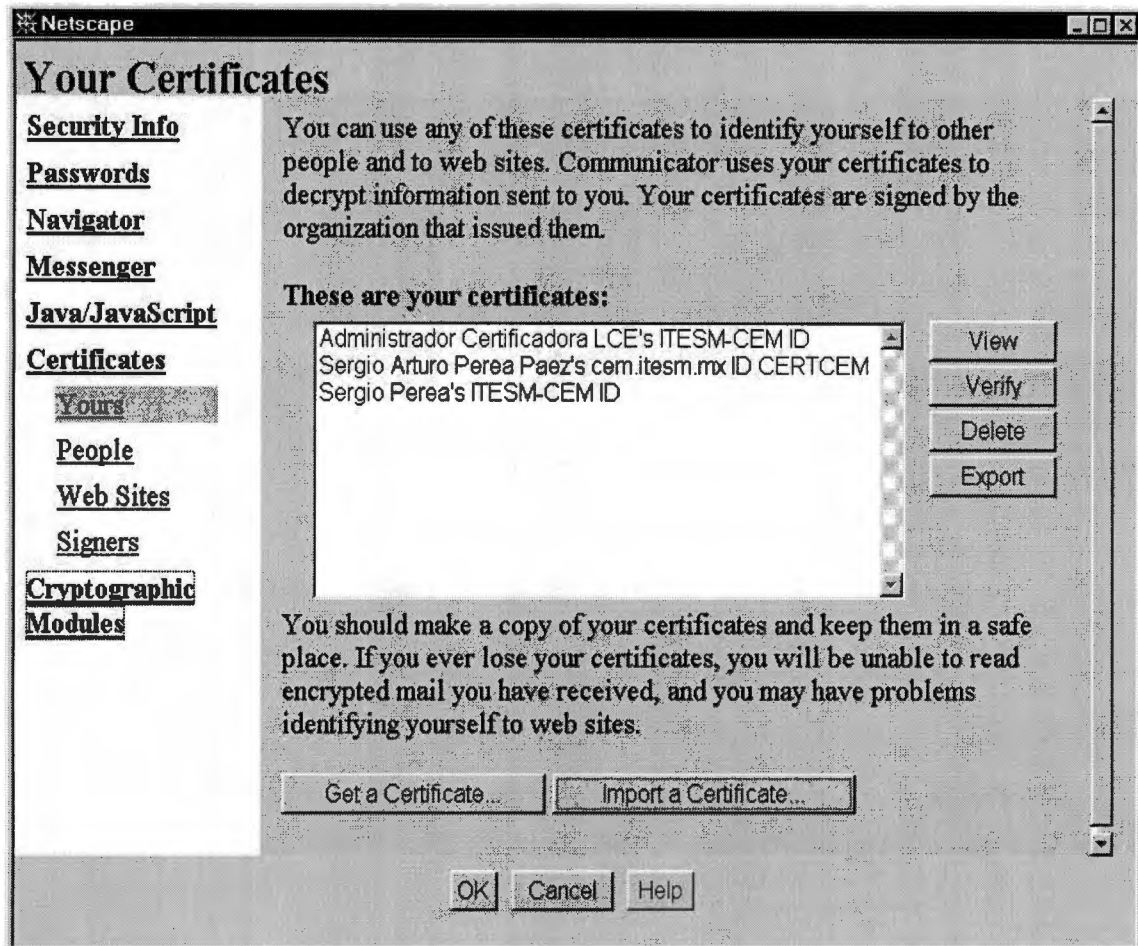 Netscape
Your Certificates
Security Info
Passwords
Navigator
Messenger
Java/JavaScript
Certificates
Yours
People
Web Sites
Signers
Cryptographic
Modules
You can use any of these certificates to identify yourself to other
people and to web sites. Communicator uses your certificates to
decrypt information sent to you. Your certificates are signed by the
organization that issued them.
These are your certificates:
Administrador Certificadora LCE's ITESM-CEM ID
Sergio Arturo Perea Paez's cem.itesm.mx ID CERTCEM
Sergio Perea's ITESM-CEM ID
View
Verify
Delete
Export
You should make a copy of your certificates and keep them in a safe
place. If you ever lose your certificates, you will be unable to read
encrypted mail you have received, and you may have problems
identifying yourself to web sites.
Get a Certificate...
Import a Certificate...
OK
Cancel
Help